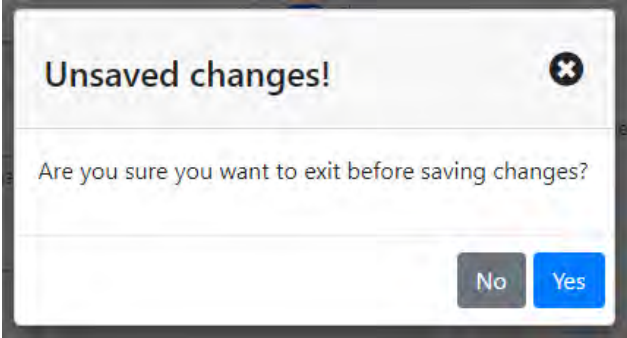 Unsaved changes!
Are you sure you want to exit before saving changes?
No
Yes